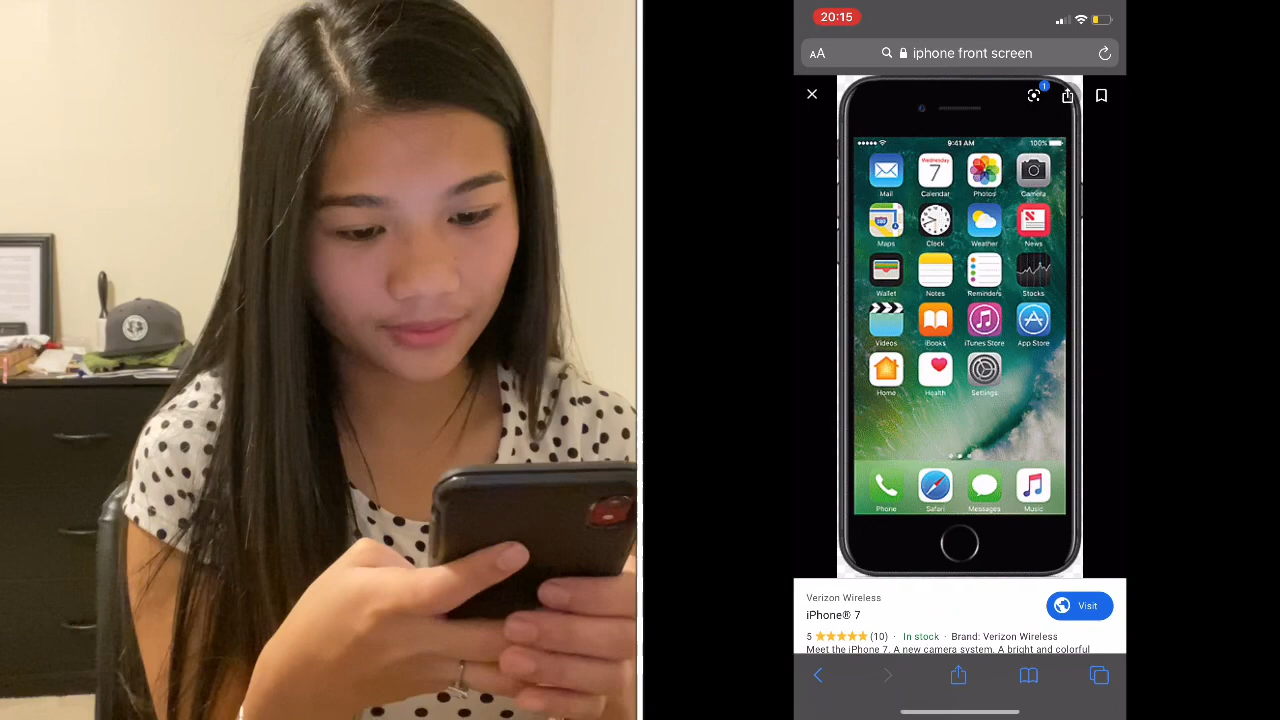 20:15
AA iphone front screen
1
9:41 AM 100%
Wednesday
7
Mail Calendar Photos Camera
280
Maps Clock Weather News
Wallet Notes Reminders Stocks
Videos iBooks iTunes Store App Store
Home Health Settings
Phone Safari Messages Music
Verizon Wireless
iPhone® 7
Visit
5 ★★★★★ (10) · In stock · Brand: Verizon Wireless
Meet the iPhone 7. A new camera system. A bright and colorful